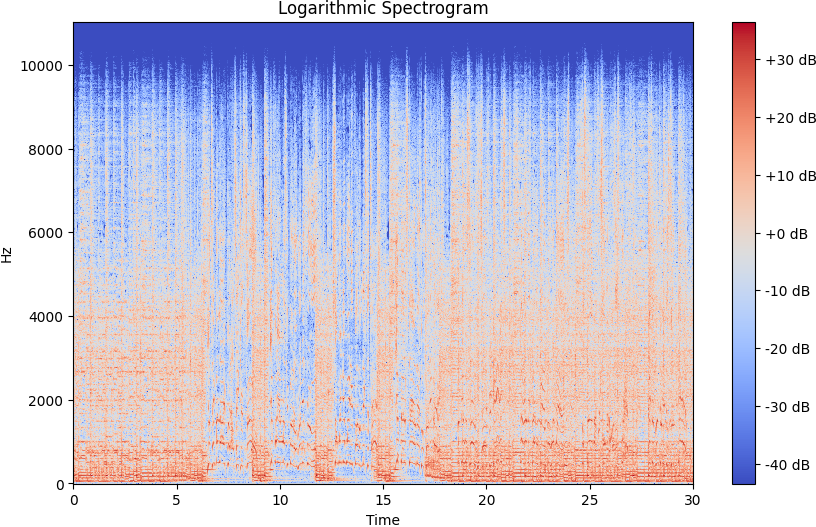 Logarithmic Spectrogram
Hz
10000
8000
6000
4000
2000
0
0 5 10 15 20 25 30
Time
+30 dB
+20 dB
+10 dB
+0 dB
-10 dB
-20 dB
-30 dB
-40 dB